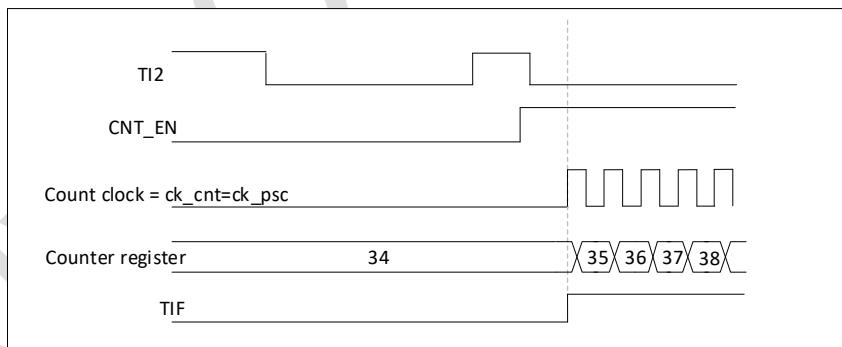 TI2
CNT_EN
Count clock = ck_cnt=ck_psc
Counter register 34 35 36 37 38
TIF